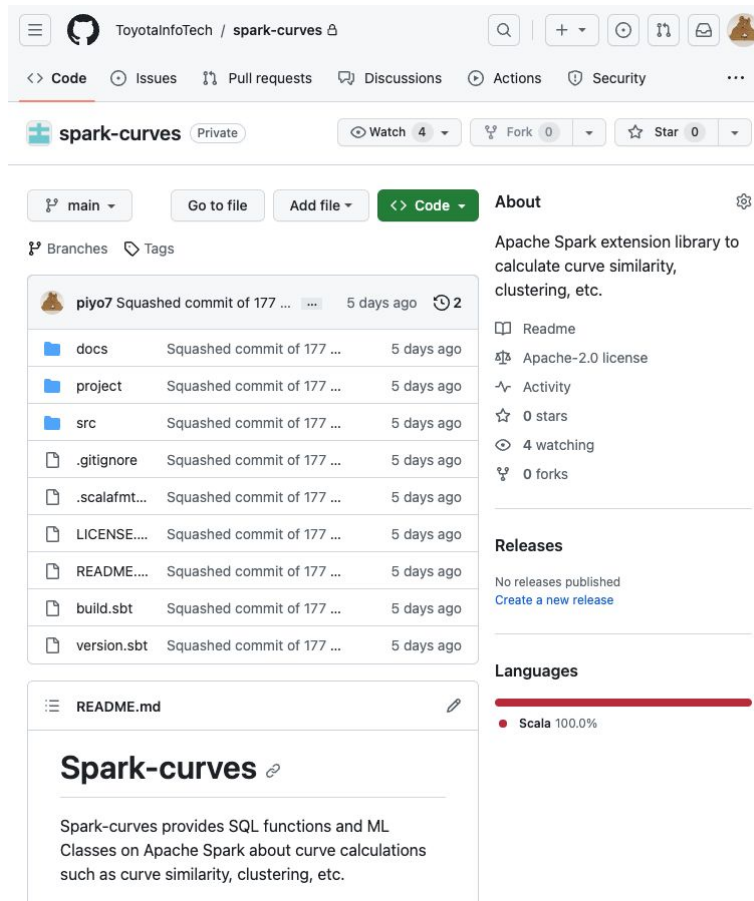 ToyotaInfoTech / spark-curves
<> Code Issues Pull requests Discussions Actions Security ...
spark-curves Private Watch 4 Fork 0 Star 0
main Go to file Add file <> Code
Branches Tags
piyo7 Squashed commit of 177 ... ... 5 days ago 2
docs Squashed commit of 177 ... 5 days ago
project Squashed commit of 177 ... 5 days ago
src Squashed commit of 177 ... 5 days ago
.gitignore Squashed commit of 177 ... 5 days ago
.scalafmt... Squashed commit of 177 ... 5 days ago
LICENSE.... Squashed commit of 177 ... 5 days ago
README.... Squashed commit of 177 ... 5 days ago
build.sbt Squashed commit of 177 ... 5 days ago
version.sbt Squashed commit of 177 ... 5 days ago
README.md
Spark-curves
Spark-curves provides SQL functions and ML
Classes on Apache Spark about curve calculations
such as curve similarity, clustering, etc.
About
Apache Spark extension library to
calculate curve similarity,
clustering, etc.
Readme
Apache-2.0 license
Activity
0 stars
4 watching
0 forks
Releases
No releases published
Create a new release
Languages
Scala 100.0%